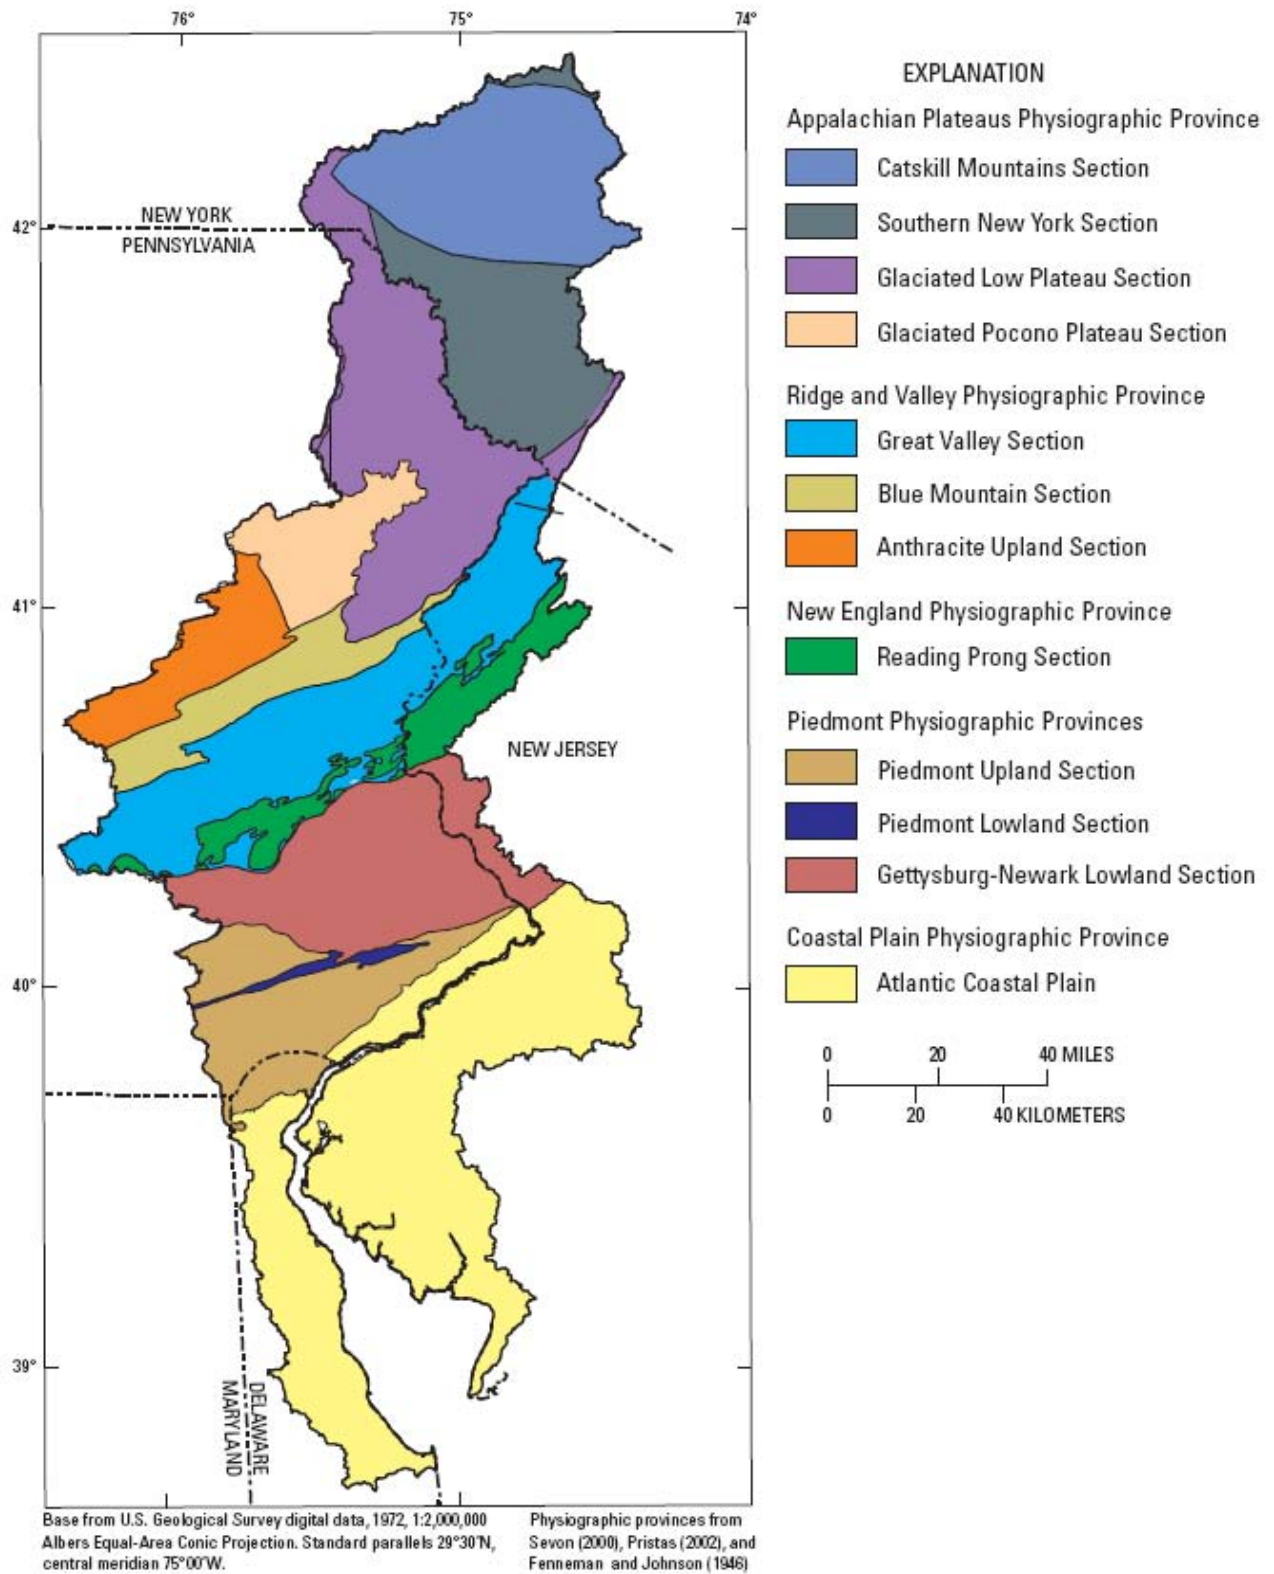 76°
75°
74°
EXPLANATION
Appalachian Plateaus Physiographic Province
Catskill Mountains Section
Southern New York Section
Glaciated Low Plateau Section
Glaciated Pocono Plateau Section
Ridge and Valley Physiographic Province
Great Valley Section
Blue Mountain Section
Anthracite Upland Section
New England Physiographic Province
Reading Prong Section
Piedmont Physiographic Provinces
Piedmont Upland Section
Piedmont Lowland Section
Gettysburg-Newark Lowland Section
Coastal Plain Physiographic Province
Atlantic Coastal Plain
0 20 40 MILES
0 20 40 KILOMETERS
NEW YORK
42°
PENNSYLVANIA
41°
NEW JERSEY
40°
39°
MARYLAND
DELAWARE
Base from U.S. Geological Survey digital data, 1972, 1:2,000,000
Albers Equal-Area Conic Projection. Standard parallels 29°30'N,
central meridian 75°00'W.
Physiographic provinces from
Sevon (2000), Pristas (2002), and
Fenneman and Johnson (1946)